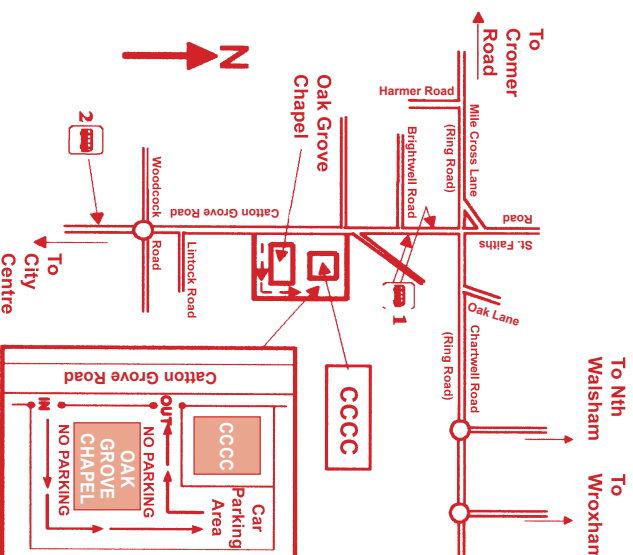 To
Cromer
Road
N
Harmer Road
Mile Cross Lane
(Ring Road)
Oak Grove
Chapel
Brightwell Road
2
Woodcock
Road
Catton Grove Road
Road
St. Faiths
Lintock Road
To
City
Centre
1
Oak Lane
Chartwell Road
(Ring Road)
To Nth
Walsham
To
Wroxham
CCCC
Catton Grove Road
IN
OUT
NO PARKING
OAK
GROVE
CHAPEL
NO PARKING
CCCC
Car
Parking
Area